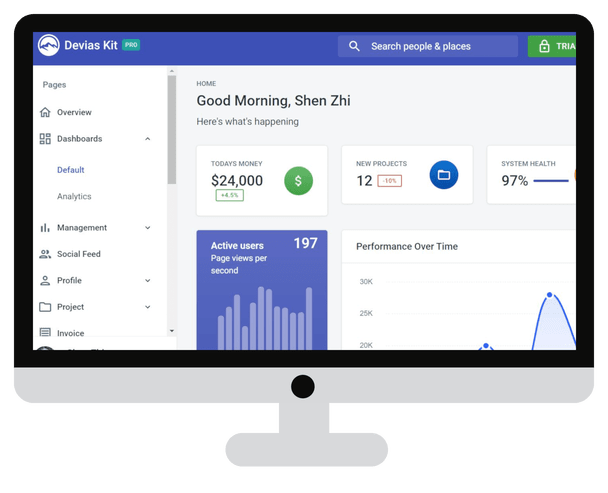 Devias Kit PRO
Search people & places
TRIA
Pages
Overview
Dashboards
Default
Analytics
Management
Social Feed
Profile
Project
Invoice
HOME
Good Morning, Shen Zhi
Here's what's happening
TODAYS MONEY
$24,000
+4.5%
NEW PROJECTS
12 -10%
SYSTEM HEALTH
97%
Active users 197
Page views per
second
Performance Over Time
30K
25K
20K